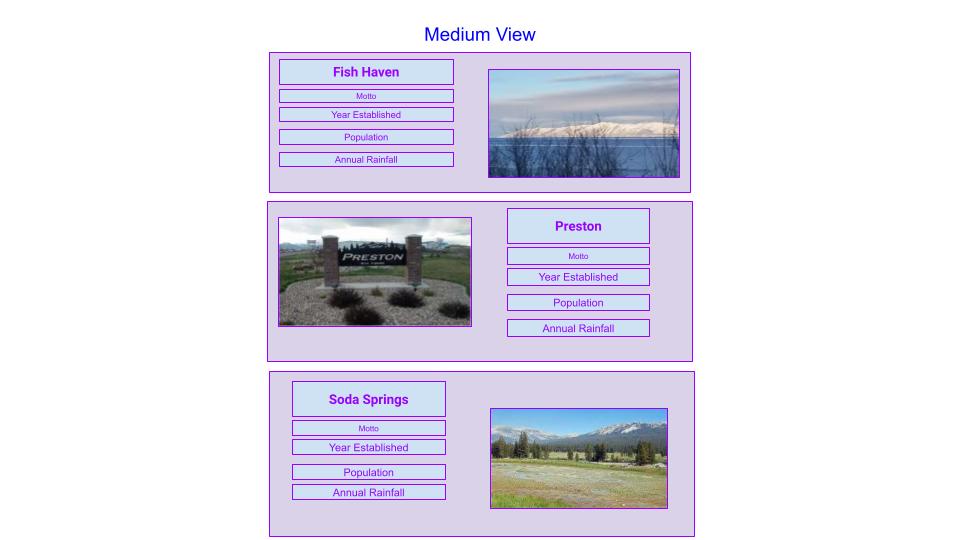 Medium View
Fish Haven
Motto
Year Established
Population
Annual Rainfall
PRESTON
Preston
Motto
Year Established
Population
Annual Rainfall
Soda Springs
Motto
Year Established
Population
Annual Rainfall